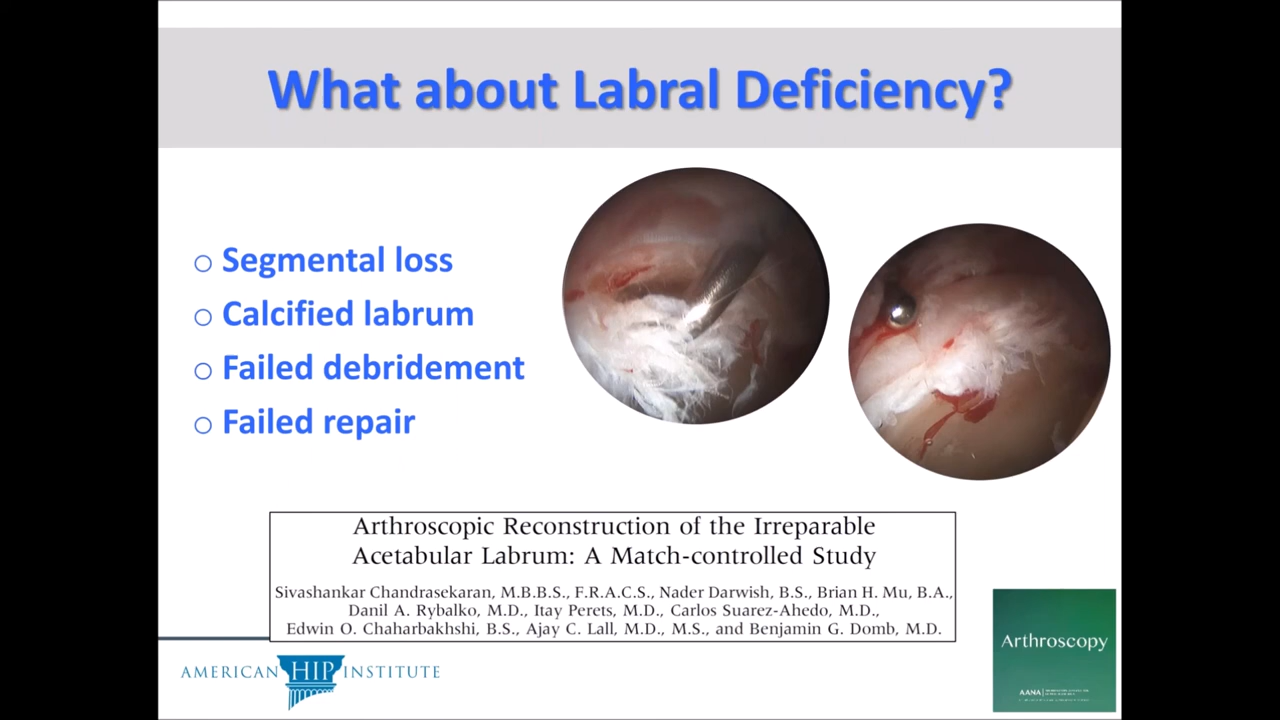 What about Labral Deficiency?
Segmental loss
Calcified labrum
Failed debridement
Failed repair
Arthroscopic Reconstruction of the Irreparable
Acetabular Labrum: A Match-controlled Study
Sivashankar Chandrasekaran, M.B.B.S., F.R.A.C.S., Nader Darwish, B.S., Brian H. Mu, B.A.,
Danil A. Rybalko, M.D., Itay Perets, M.D., Carlos Suarez-Ahedo, M.D.,
Edwin O. Chaharbakhshi, B.S., Ajay C. Lall, M.D., M.S., and Benjamin G. Domb, M.D.
AMERICAN HIP INSTITUTE
Arthroscopy
AANA